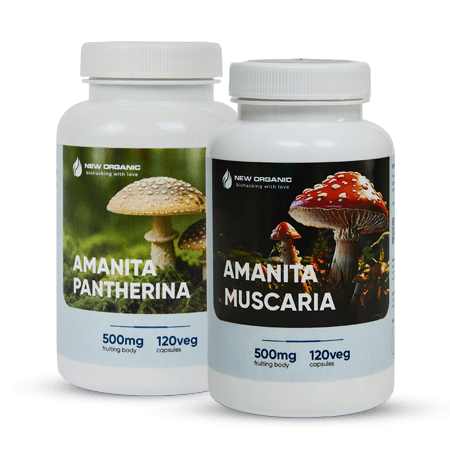 NEW ORGANIC
biohacking with love
AMANITA
PANTHERINA
500mg
fruiting body
120veg
capsules
NEW ORGANIC
biohacking with love
AMANITA
MUSCARIA
500mg
fruiting body
120veg
capsules